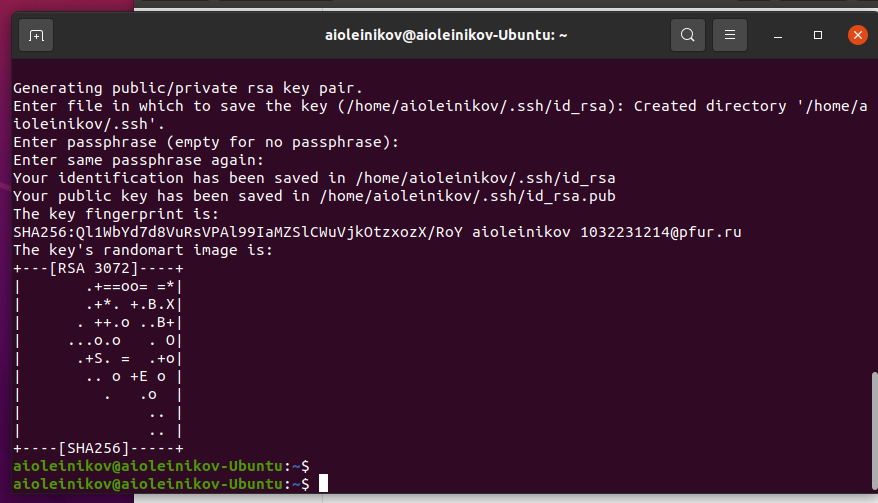 aioleinikov@aioleinikov-Ubuntu: ~
Generating public/private rsa key pair.
Enter file in which to save the key (/home/aioleinikov/.ssh/id_rsa): Created directory '/home/a
ioleinikov/.ssh'.
Enter passphrase (empty for no passphrase):
Enter same passphrase again:
Your identification has been saved in /home/aioleinikov/.ssh/id_rsa
Your public key has been saved in /home/aioleinikov/.ssh/id_rsa.pub
The key fingerprint is:
SHA256:Ql1WbYd7d8VuRsVPAl99IaMZSlCWuVjkOtzxozX/RoY aioleinikov 1032231214@pfur.ru
The key's randomart image is:
+---[RSA 3072]----+
|       .+==oo= =*|
|       .+*. +.B.X|
|      . ++.o ..B+|
|     ...o.o   . O|
|      .+S. =  .+o|
|       .. o +E o |
|         .   .o  |
|              .. |
|              .. |
+----[SHA256]-----+
aioleinikov@aioleinikov-Ubuntu:~$
aioleinikov@aioleinikov-Ubuntu:~$